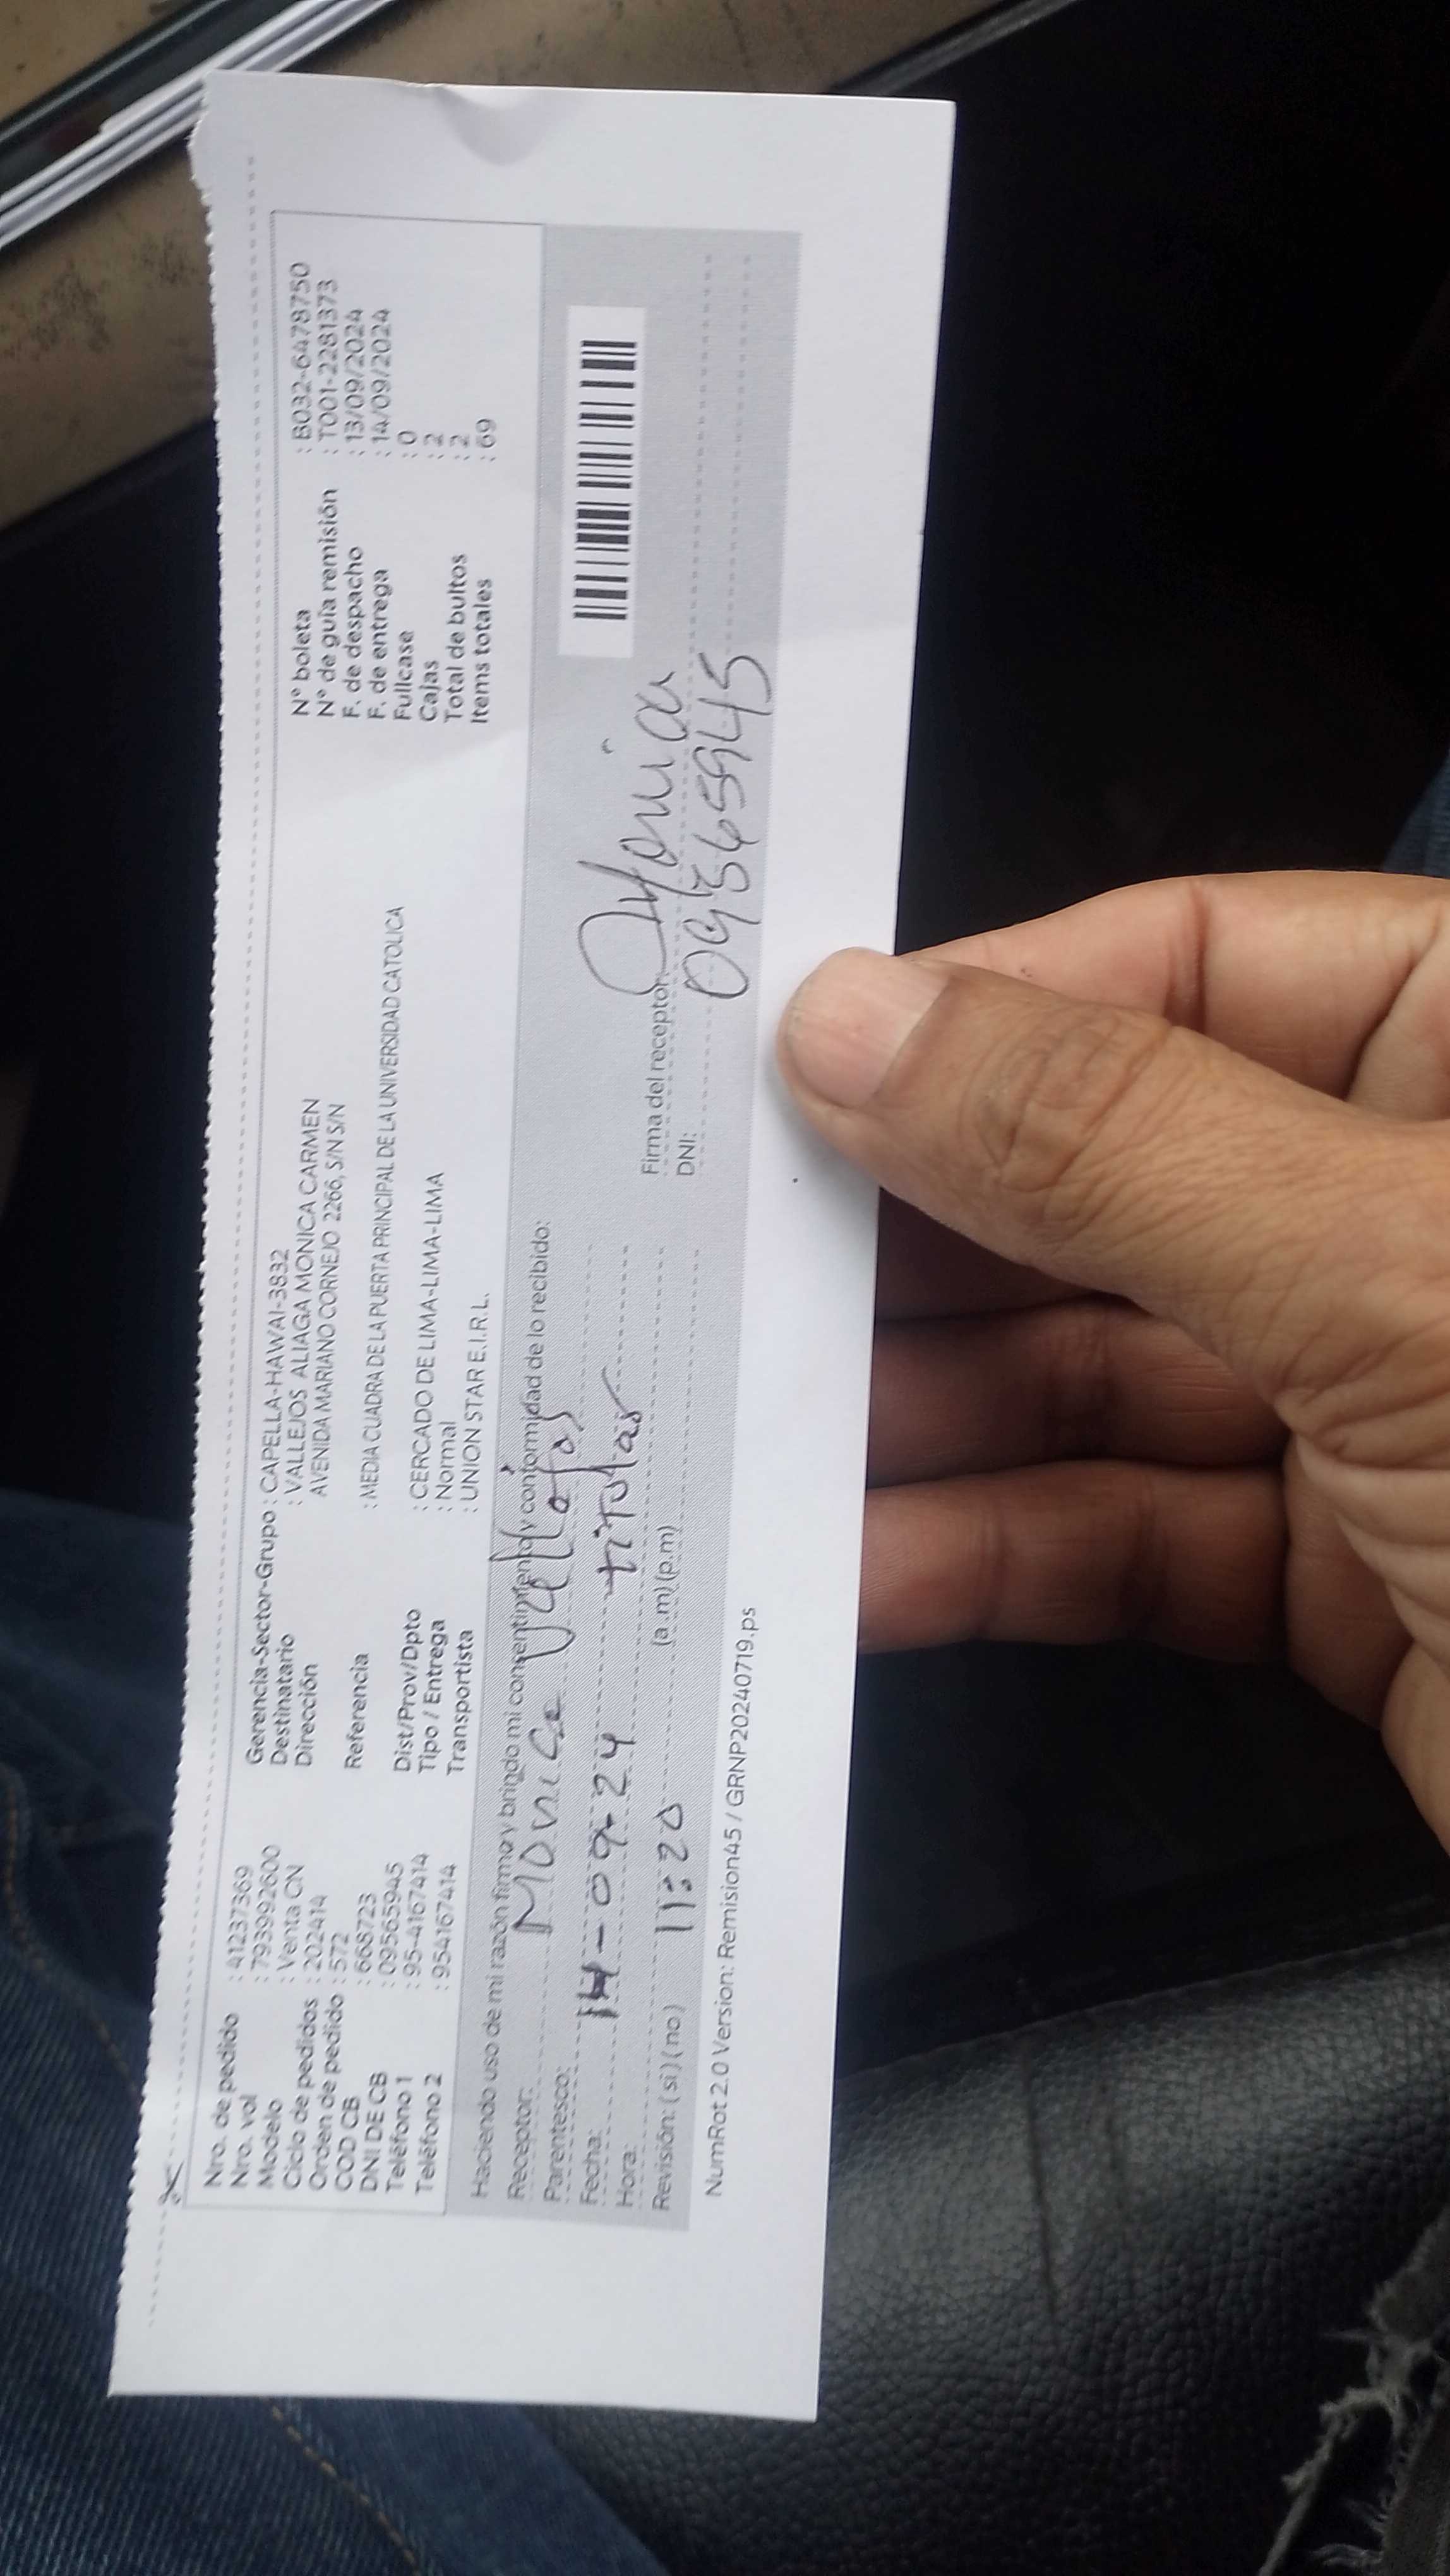 Nro. de pedido : 41237369
Nro. vol : 793992600
Modelo : Venta CN
Ciclo de pedidos : 202414
Orden de pedido : 572
COD CB : 668723
DNI DE CB : 09565945
Teléfono 1 : 95-4167414
Teléfono 2 : 954167414
Gerencia-Sector-Grupo : CAPELLA-HAWAI-3832
Destinatario : VALLEJOS ALIAGA MONICA CARMEN
Dirección AVENIDA MARIANO CORNEJO 2266, S/N S/N
Referencia : MEDIA CUADRA DE LA PUERTA PRINCIPAL DE LA UNIVERSIDAD CATOLICA
Dist/Prov/Dpto : CERCADO DE LIMA-LIMA-LIMA
Tipo / Entrega : Normal
Transportista : UNION STAR E.I.R.L.
N° boleta : B032-6478750
N° de guía remisión : T001-2281373
F. de despacho : 13/09/2024
F. de entrega : 14/09/2024
Fullcase : 0
Cajas : 2
Total de bultos : 2
Items totales : 69
Haciendo uso de mi razón firmo y brindo mi consentimiento y conformidad de lo recibido:
Receptor: Monica Vallejos
Parentesco: titular
Fecha: 14-09-24
Hora: 11:20 (a.m) (p.m)
Revisión: (si) (no)
Firma del receptor: Monica
DNI: 09565945
NumRot 2.0 Version: Remision45 / GRNP20240719.ps